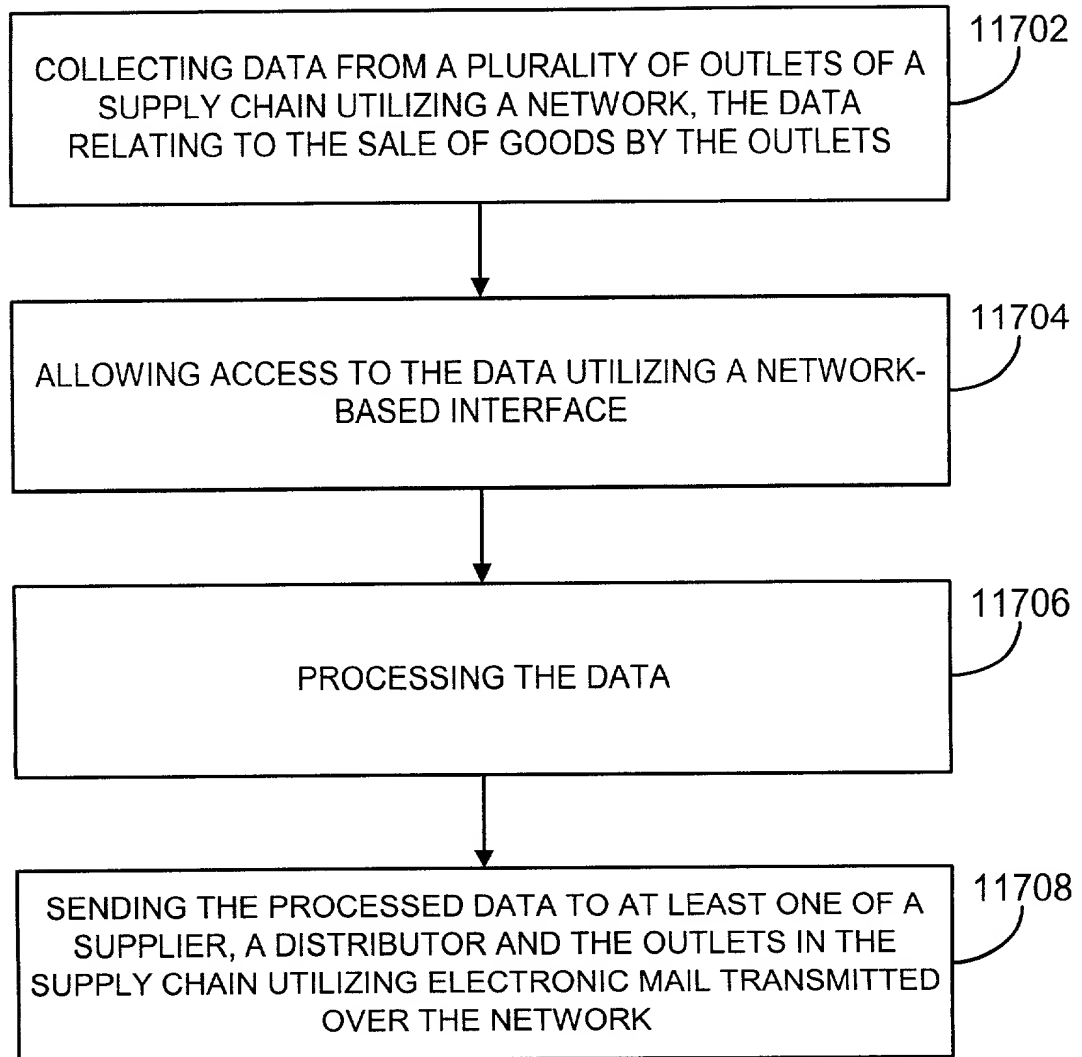 11702
COLLECTING DATA FROM A PLURALITY OF OUTLETS OF A
SUPPLY CHAIN UTILIZING A NETWORK, THE DATA
RELATING TO THE SALE OF GOODS BY THE OUTLETS
11704
ALLOWING ACCESS TO THE DATA UTILIZING A NETWORK-
BASED INTERFACE
11706
PROCESSING THE DATA
11708
SENDING THE PROCESSED DATA TO AT LEAST ONE OF A
SUPPLIER, A DISTRIBUTOR AND THE OUTLETS IN THE
SUPPLY CHAIN UTILIZING ELECTRONIC MAIL TRANSMITTED
OVER THE NETWORK